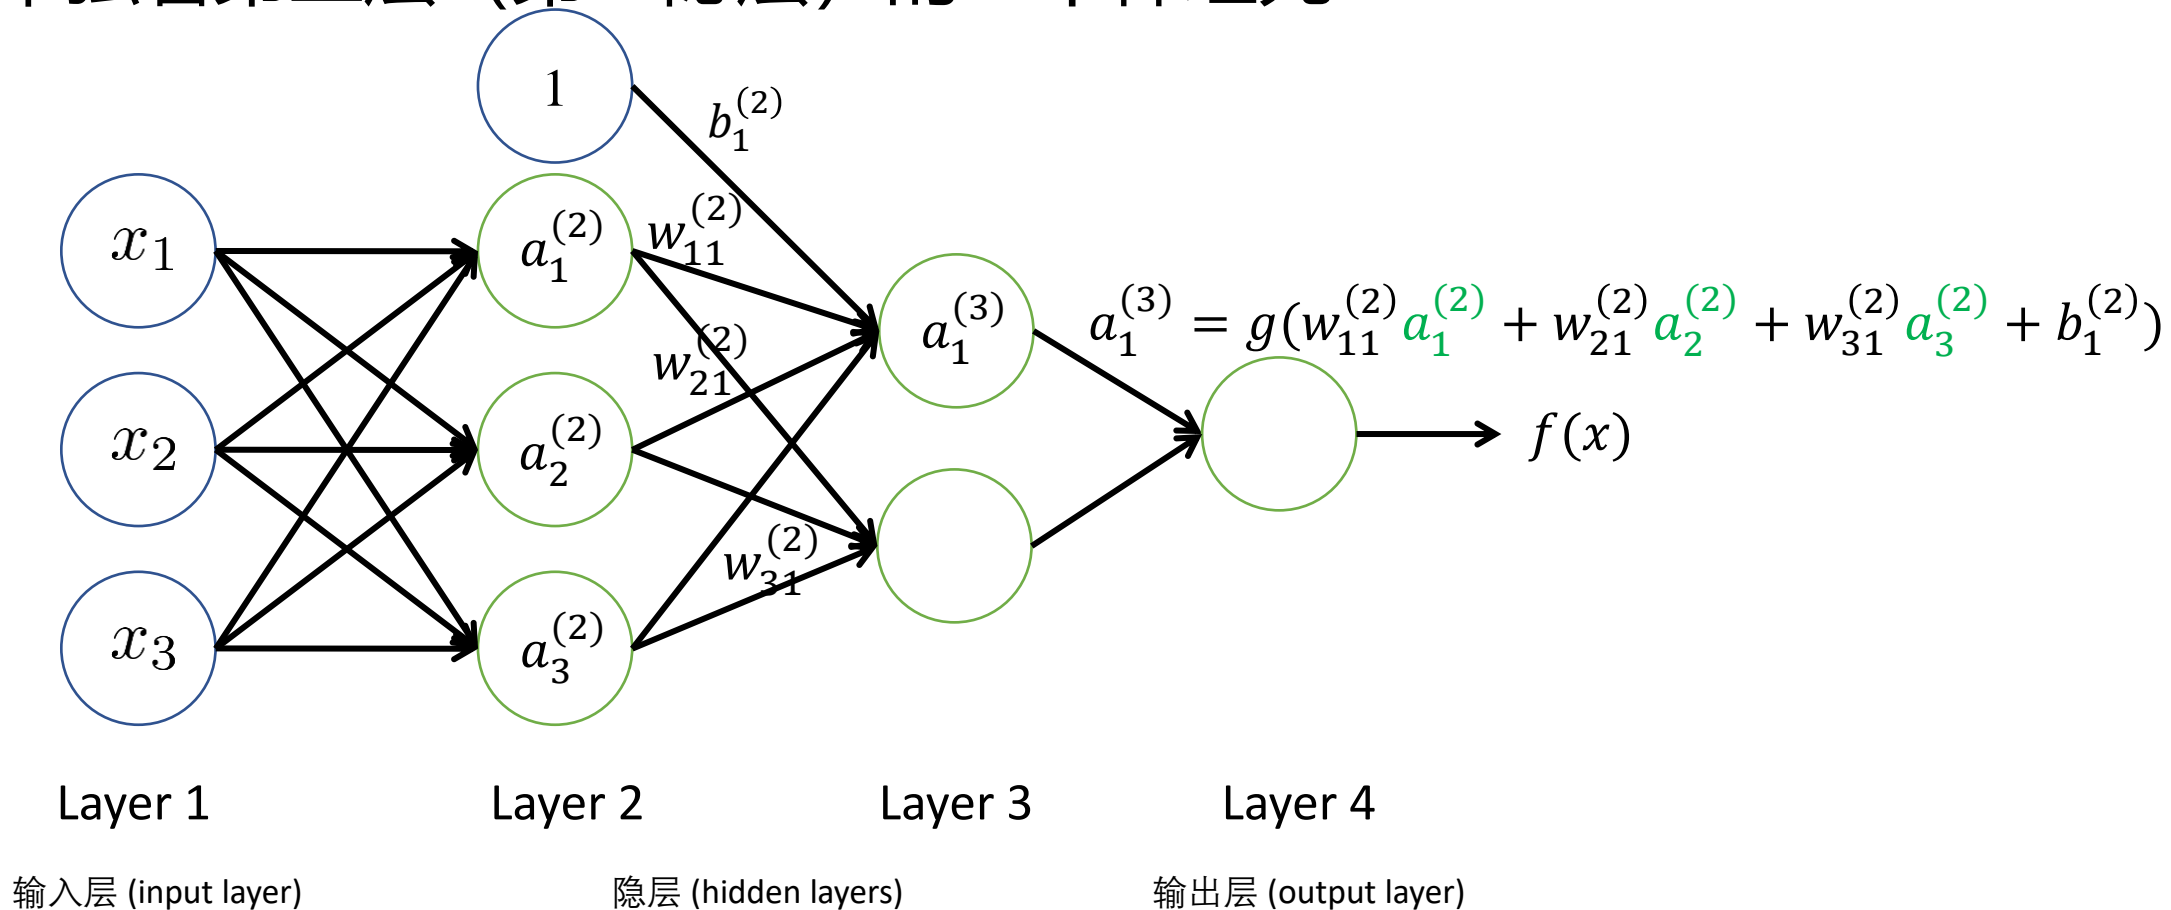 1
b_1^{(2)}
x_1
a_1^{(2)}
w_{11}^{(2)}
a_1^{(3)}
a_1^{(3)} = g(w_{11}^{(2)}a_1^{(2)} + w_{21}^{(2)}a_2^{(2)} + w_{31}^{(2)}a_3^{(2)} + b_1^{(2)})
w_{21}^{(2)}
x_2
a_2^{(2)}
f(x)
w_{31}^{(2)}
x_3
a_3^{(2)}
Layer 1
Layer 2
Layer 3
Layer 4
输入层 (input layer)
隐层 (hidden layers)
输出层 (output layer)